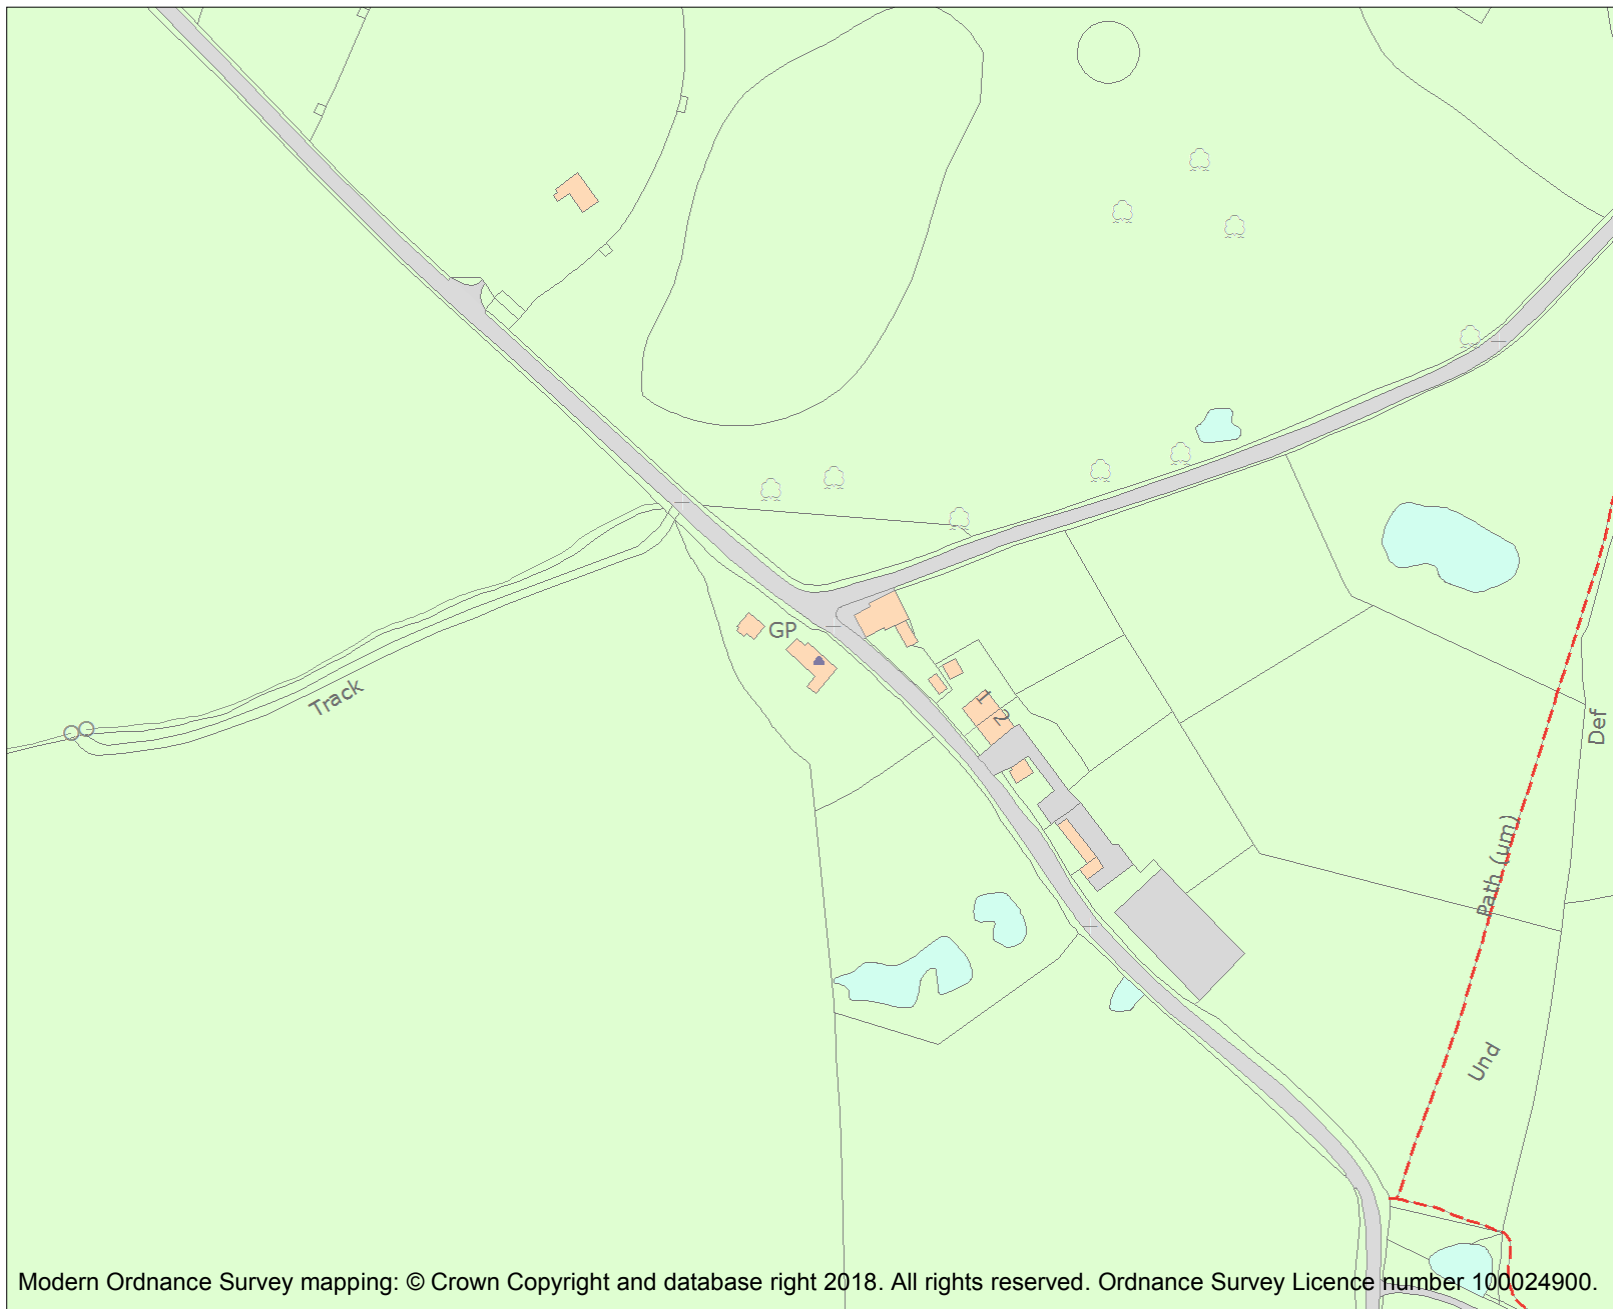 GP
Track
1
2
Def
Path (um)
Und
Modern Ordnance Survey mapping: © Crown Copyright and database right 2018. All rights reserved. Ordnance Survey Licence number 100024900.